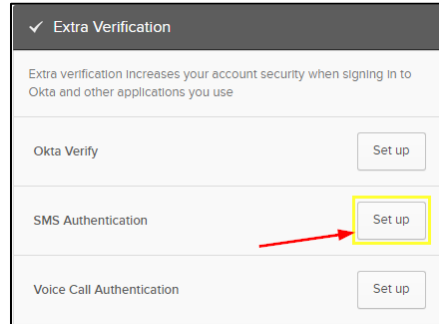 Extra Verification
Extra verification increases your account security when signing in to
Okta and other applications you use
Okta Verify
Set up
SMS Authentication
Set up
Voice Call Authentication
Set up